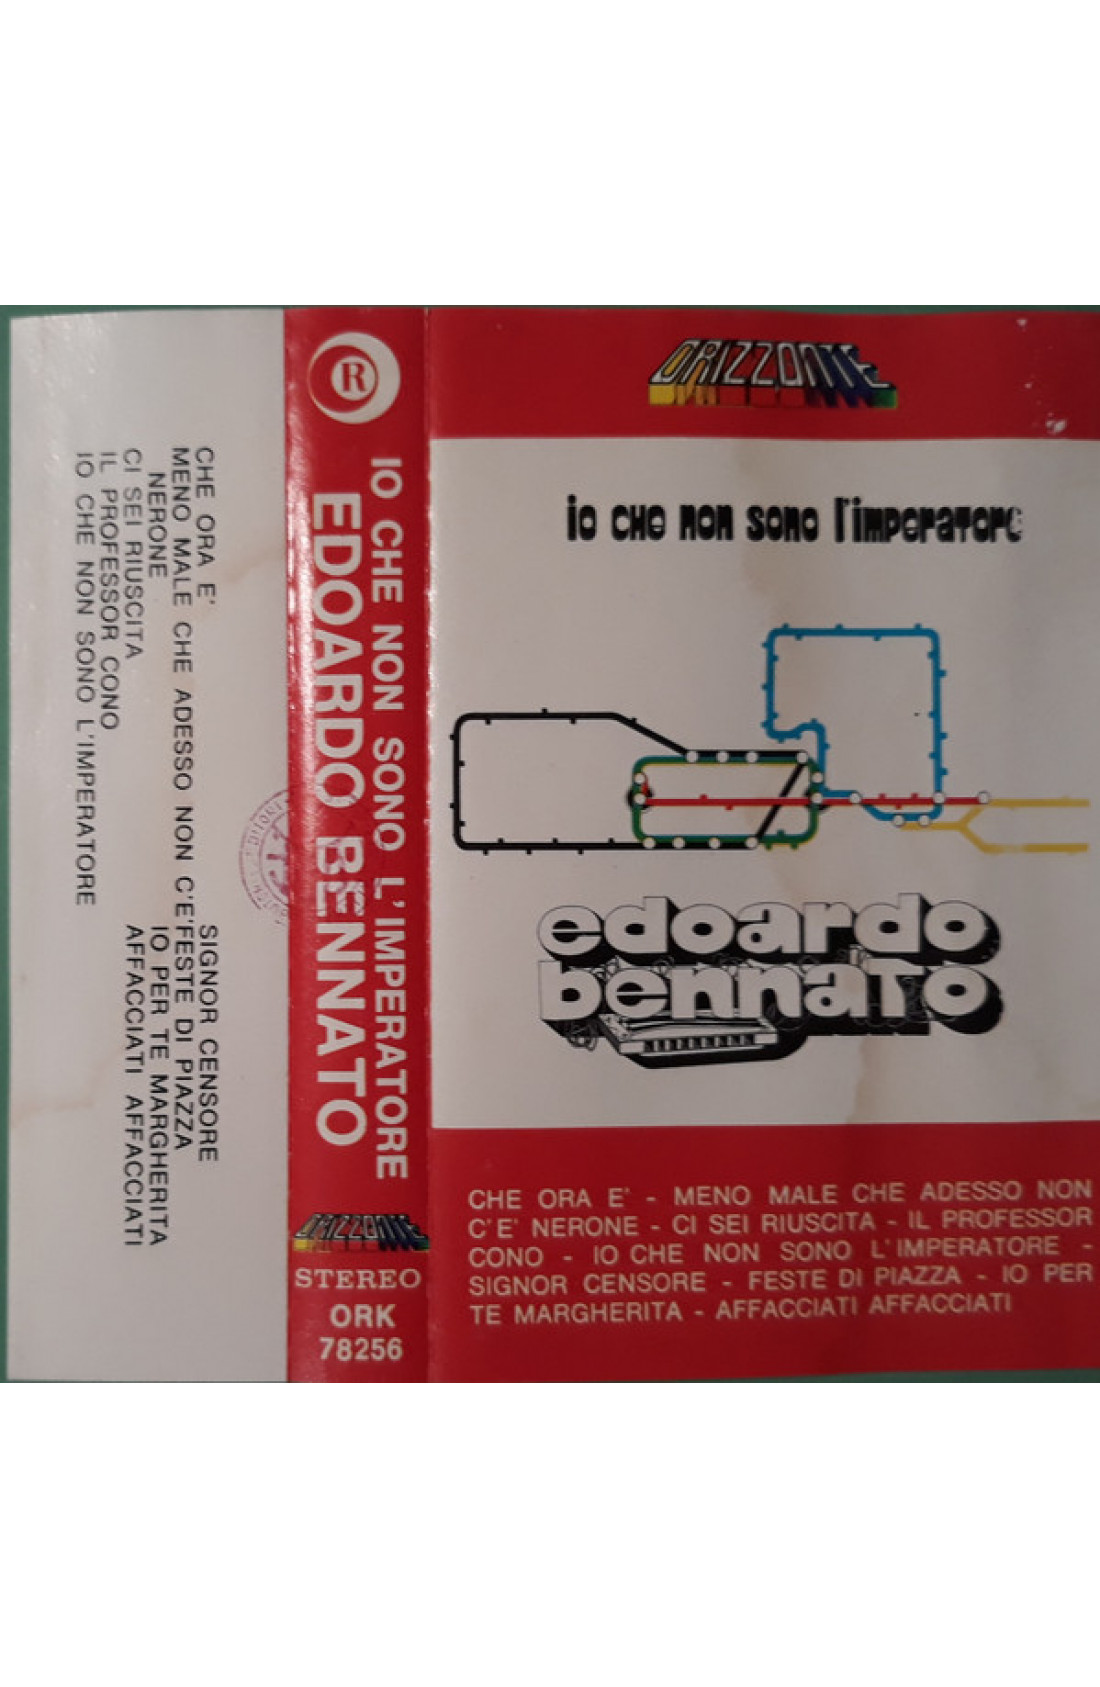 CHE ORA E'
MENO MALE CHE ADESSO NON C'E'
NERONE
CI SEI RIUSCITA
IL PROFESSOR CONO
IO CHE NON SONO L'IMPERATORE
SIGNOR CENSORE
FESTE DI PIAZZA
IO PER TE MARGHERITA
AFFACCIATI AFFACCIATI
R
IO CHE NON SONO L'IMPERATORE
EDOARDO BENNATO
ORIZZONTE
STEREO
ORK
78256
ORIZZONTE
io che non sono l'imperatore
edoardo
bennato
CHE ORA E' - MENO MALE CHE ADESSO NON
C'E' NERONE - CI SEI RIUSCITA - IL PROFESSOR
CONO - IO CHE NON SONO L'IMPERATORE -
SIGNOR CENSORE - FESTE DI PIAZZA - IO PER
TE MARGHERITA - AFFACCIATI AFFACCIATI